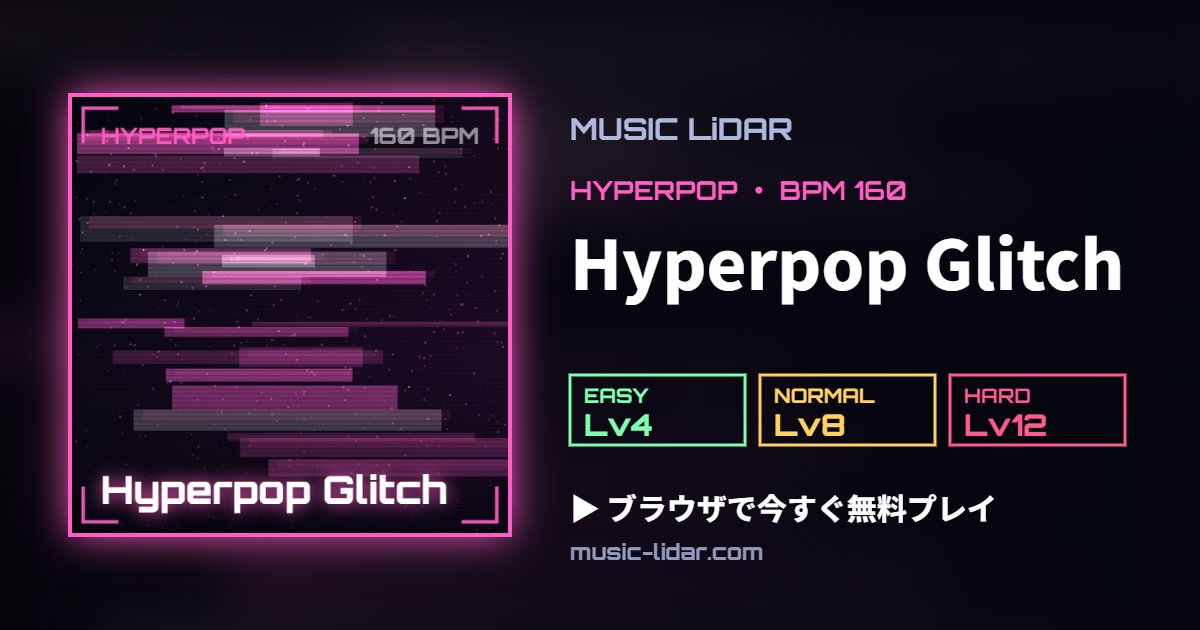 HYPERPOP
160 BPM
Hyperpop Glitch
MUSIC LiDAR
HYPERPOP • BPM 160
Hyperpop Glitch
EASY
Lv4
NORMAL
Lv8
HARD
Lv12
▶ ブラウザで今すぐ無料プレイ
music-lidar.com